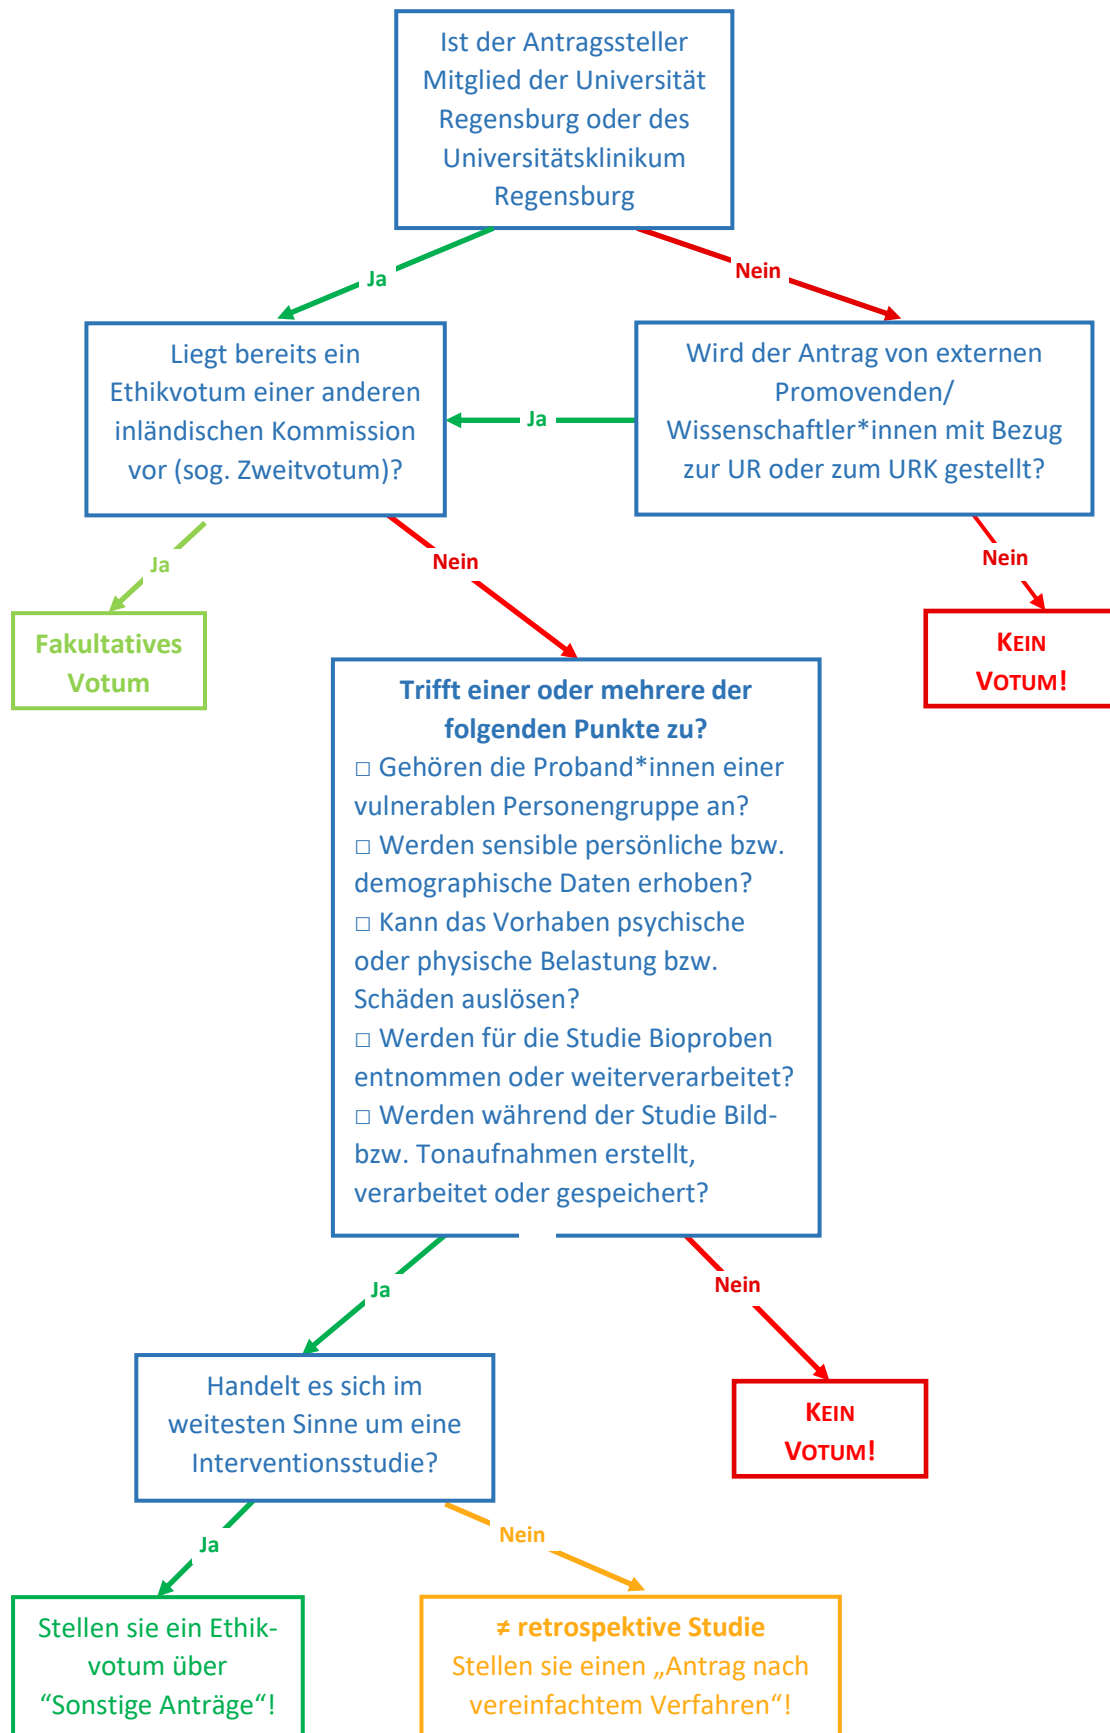 Ist der Antragssteller
Mitglied der Universität
Regensburg oder des
Universitätsklinikum
Regensburg
Ja
Nein
Liegt bereits ein
Ethikvotum einer anderen
inländischen Kommission
vor (sog. Zweitvotum)?
Ja
Wird der Antrag von externen
Promovenden/
Wissenschaftler*innen mit Bezug
zur UR oder zum URK gestellt?
Ja
Nein
Nein
Fakultatives
Votum
KEIN
VOTUM!
Trifft einer oder mehrere der
folgenden Punkte zu?
□ Gehören die Proband*innen einer
vulnerablen Personengruppe an?
□ Werden sensible persönliche bzw.
demographische Daten erhoben?
□ Kann das Vorhaben psychische
oder physische Belastung bzw.
Schäden auslösen?
□ Werden für die Studie Bioproben
entnommen oder weiterverarbeitet?
□ Werden während der Studie Bild-
bzw. Tonaufnahmen erstellt,
verarbeitet oder gespeichert?
Ja
Nein
Handelt es sich im
weitesten Sinne um eine
Interventionsstudie?
KEIN
VOTUM!
Ja
Nein
Stellen sie ein Ethik-
votum über
“Sonstige Anträge“!
≠ retrospektive Studie
Stellen sie einen „Antrag nach
vereinfachtem Verfahren“!